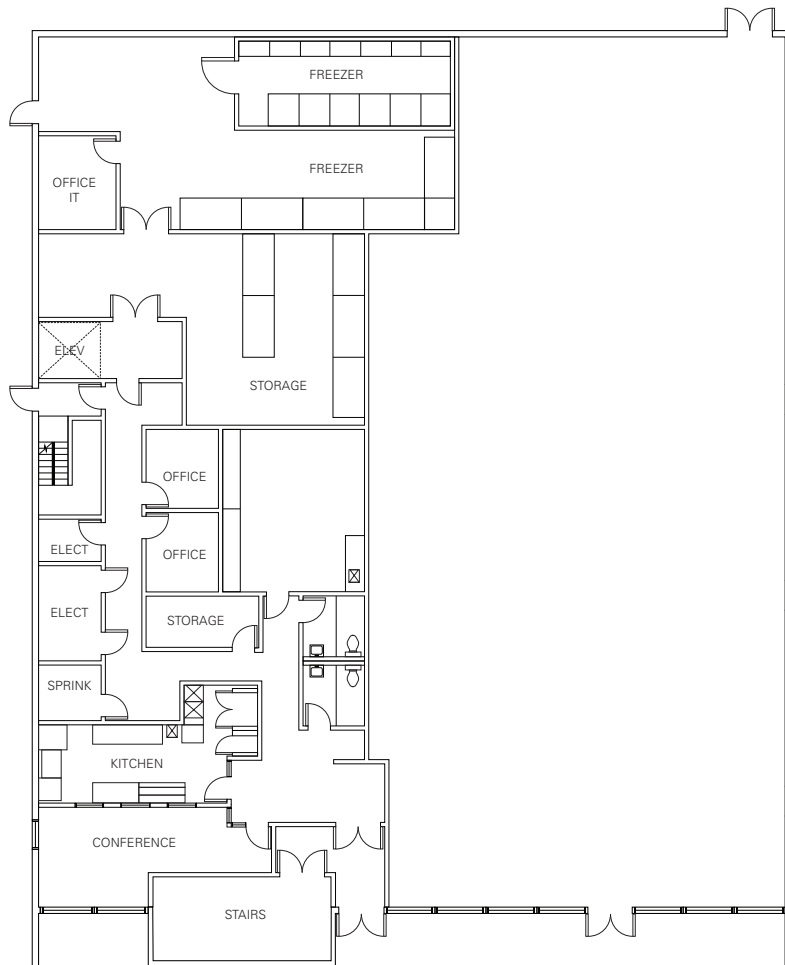 FREEZER
FREEZER
OFFICE
IT
ELEV
STORAGE
OFFICE
ELECT
OFFICE
ELECT
STORAGE
SPRINK
KITCHEN
CONFERENCE
STAIRS